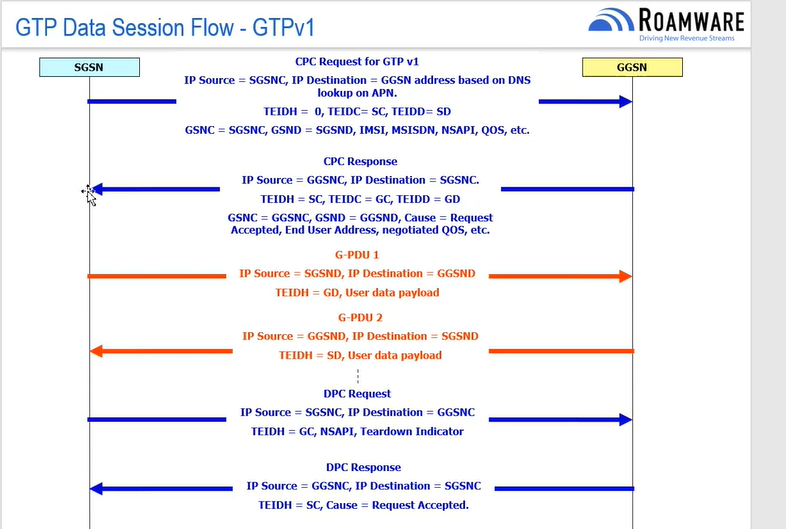 GTP Data Session Flow - GTPv1
ROAMWARE
Driving New Revenue Streams
SGSN
GGSN
CPC Request for GTP v1
IP Source = SGSNC, IP Destination = GGSN address based on DNS
lookup on APN.
TEIDH = 0, TEIDC= SC, TEIDD= SD
GSNC = SGSNC, GSND = SGSND, IMSI, MSISDN, NSAPI, QOS, etc.
CPC Response
IP Source = GGSNC, IP Destination = SGSNC.
TEIDH = SC, TEIDC = GC, TEIDD = GD
GSNC = GGSNC, GSND = GGSND, Cause = Request
Accepted, End User Address, negotiated QOS, etc.
G-PDU 1
IP Source = SGSND, IP Destination = GGSND
TEIDH = GD, User data payload
G-PDU 2
IP Source = GGSND, IP Destination = SGSND
TEIDH = SD, User data payload
DPC Request
IP Source = SGSNC, IP Destination = GGSNC
TEIDH = GC, NSAPI, Teardown Indicator
DPC Response
IP Source = GGSNC, IP Destination = SGSNC
TEIDH = SC, Cause = Request Accepted.